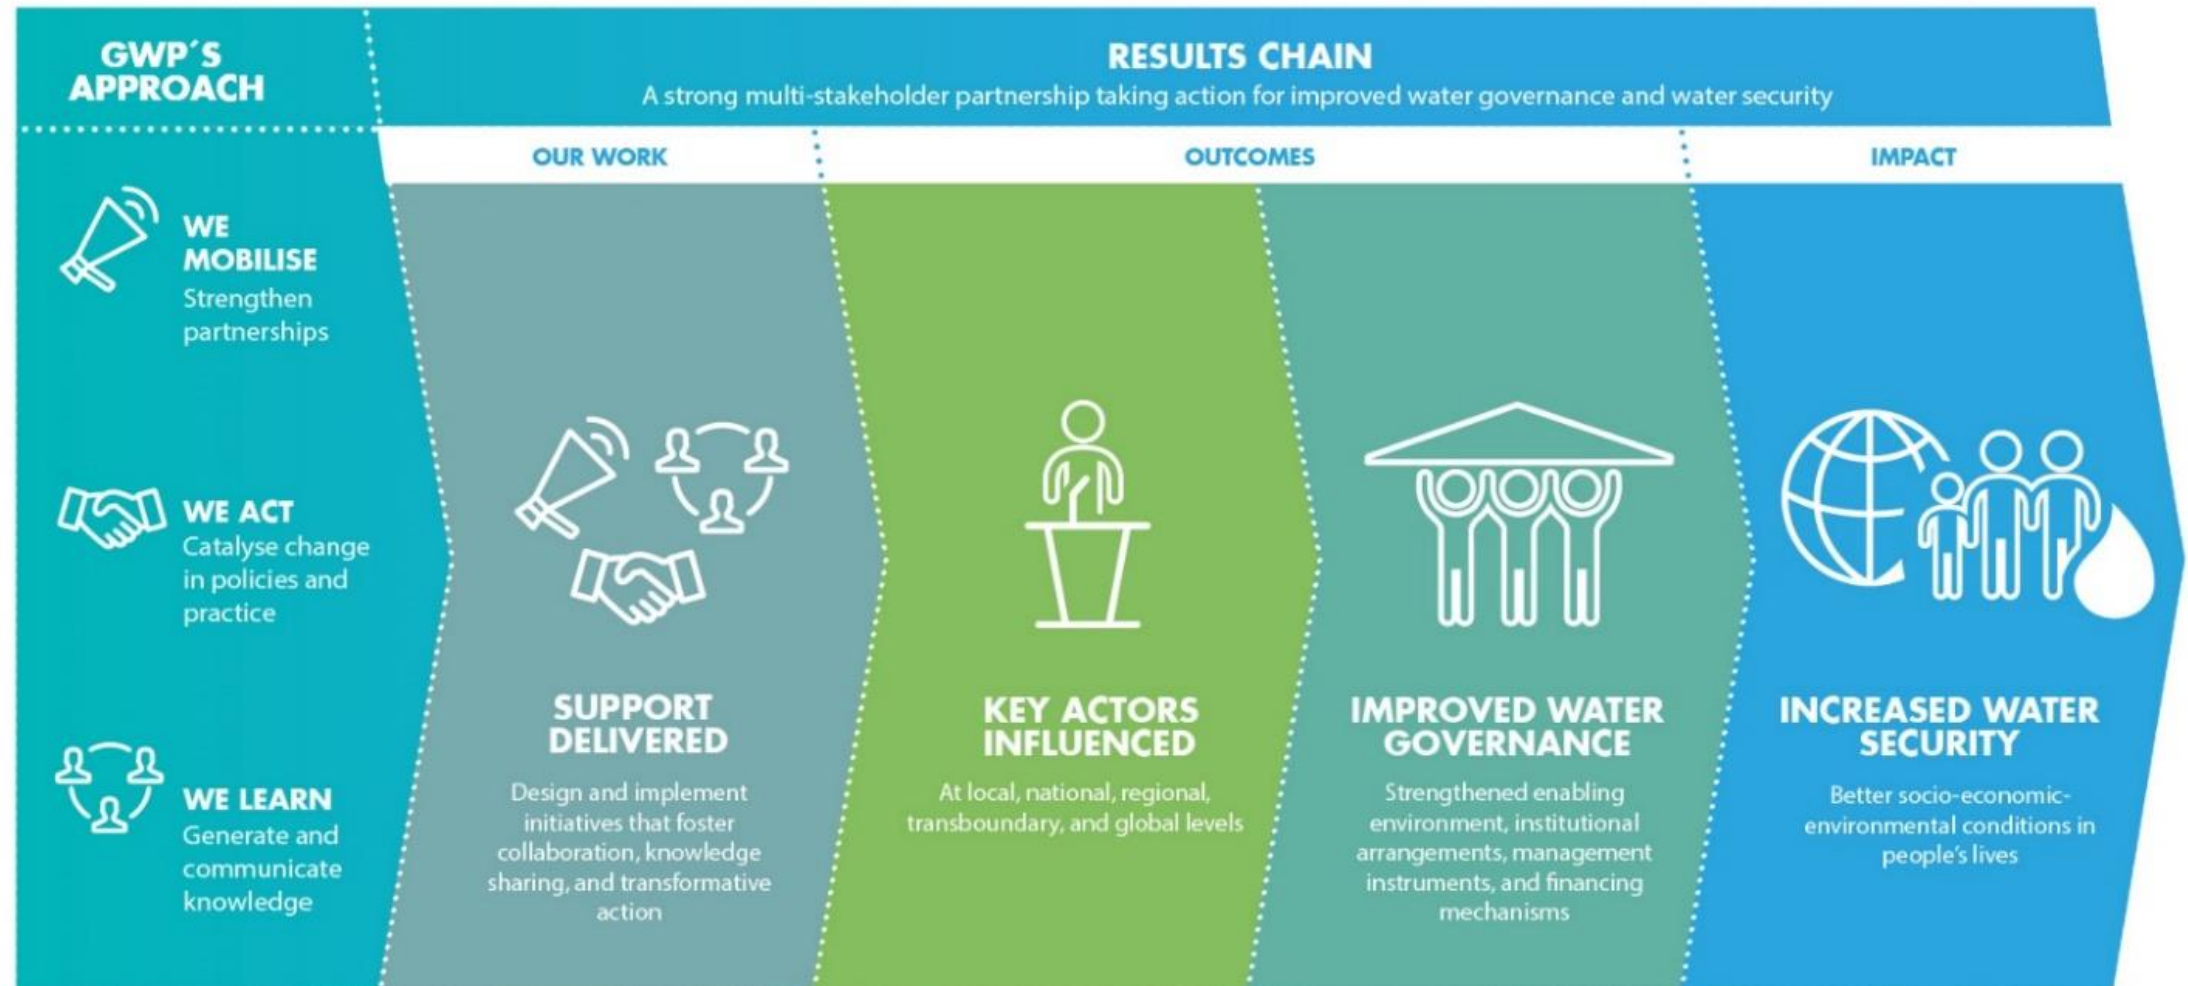 GWP´S
APPROACH
RESULTS CHAIN
A strong multi-stakeholder partnership taking action for improved water governance and water security
OUR WORK
OUTCOMES
IMPACT
WE
MOBILISE
Strengthen
partnerships
WE ACT
Catalyse change
in policies and
practice
WE LEARN
Generate and
communicate
knowledge
SUPPORT
DELIVERED
Design and implement
initiatives that foster
collaboration, knowledge
sharing, and transformative
action
KEY ACTORS
INFLUENCED
At local, national, regional,
transboundary, and global levels
IMPROVED WATER
GOVERNANCE
Strengthened enabling
environment, institutional
arrangements, management
instruments, and financing
mechanisms
INCREASED WATER
SECURITY
Better socio-economic-
environmental conditions in
people's lives